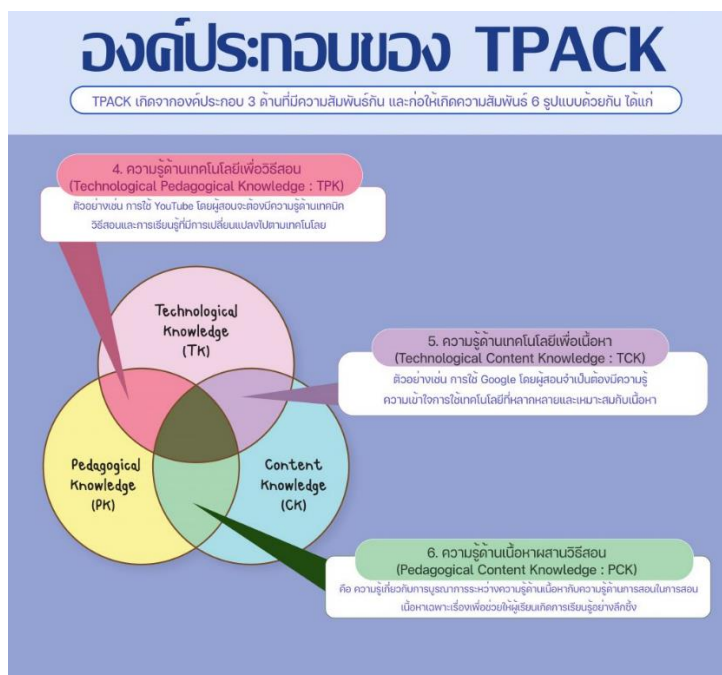 องค์ประกอบของ TPACK
TPACK เกิดจากองค์ประกอบ 3 ด้านที่มีความสัมพันธ์กัน และก่อให้เกิดความสัมพันธ์ 6 รูปแบบด้วยกัน ได้แก่
4. ความรู้ด้านเทคโนโลยีเพื่อวิธีสอน
(Technological Pedagogical Knowledge : TPK)
ตัวอย่างเช่น การใช้ YouTube โดยผู้สอนจะต้องมีความรู้ด้านเทคนิค
วิธีสอนและการเรียนรู้ที่มีการเปลี่ยนแปลงไปตามเทคโนโลย
Technological
Knowledge
(TK)
5. ความรู้ด้านเทคโนโลยีเพื่อเนื้อหา
(Technological Content Knowledge : TCK)
ตัวอย่างเช่น การใช้ Google โดยผู้สอนจำเป็นต้องมีความรู้
ความเข้าใจการใช้เทคโนโลยีที่หลากหลายและเหมาะสมกับเนื้อหา
Pedagogical
Knowledge
(PK)
Content
Knowledge
(CK)
6. ความรู้ด้านเนื้อหาผสานวิธีสอน
(Pedagogical Content Knowledge : PCK)
คือ ความรู้เกี่ยวกับการบูรณาการระหว่างความรู้ด้านเนื้อหากับความรู้ด้านการสอนในการสอน
เนื้อหาเฉพาะเรื่องเพื่อช่วยให้ผู้เรียนเกิดการเรียนรู้อย่างลึกซึ้ง